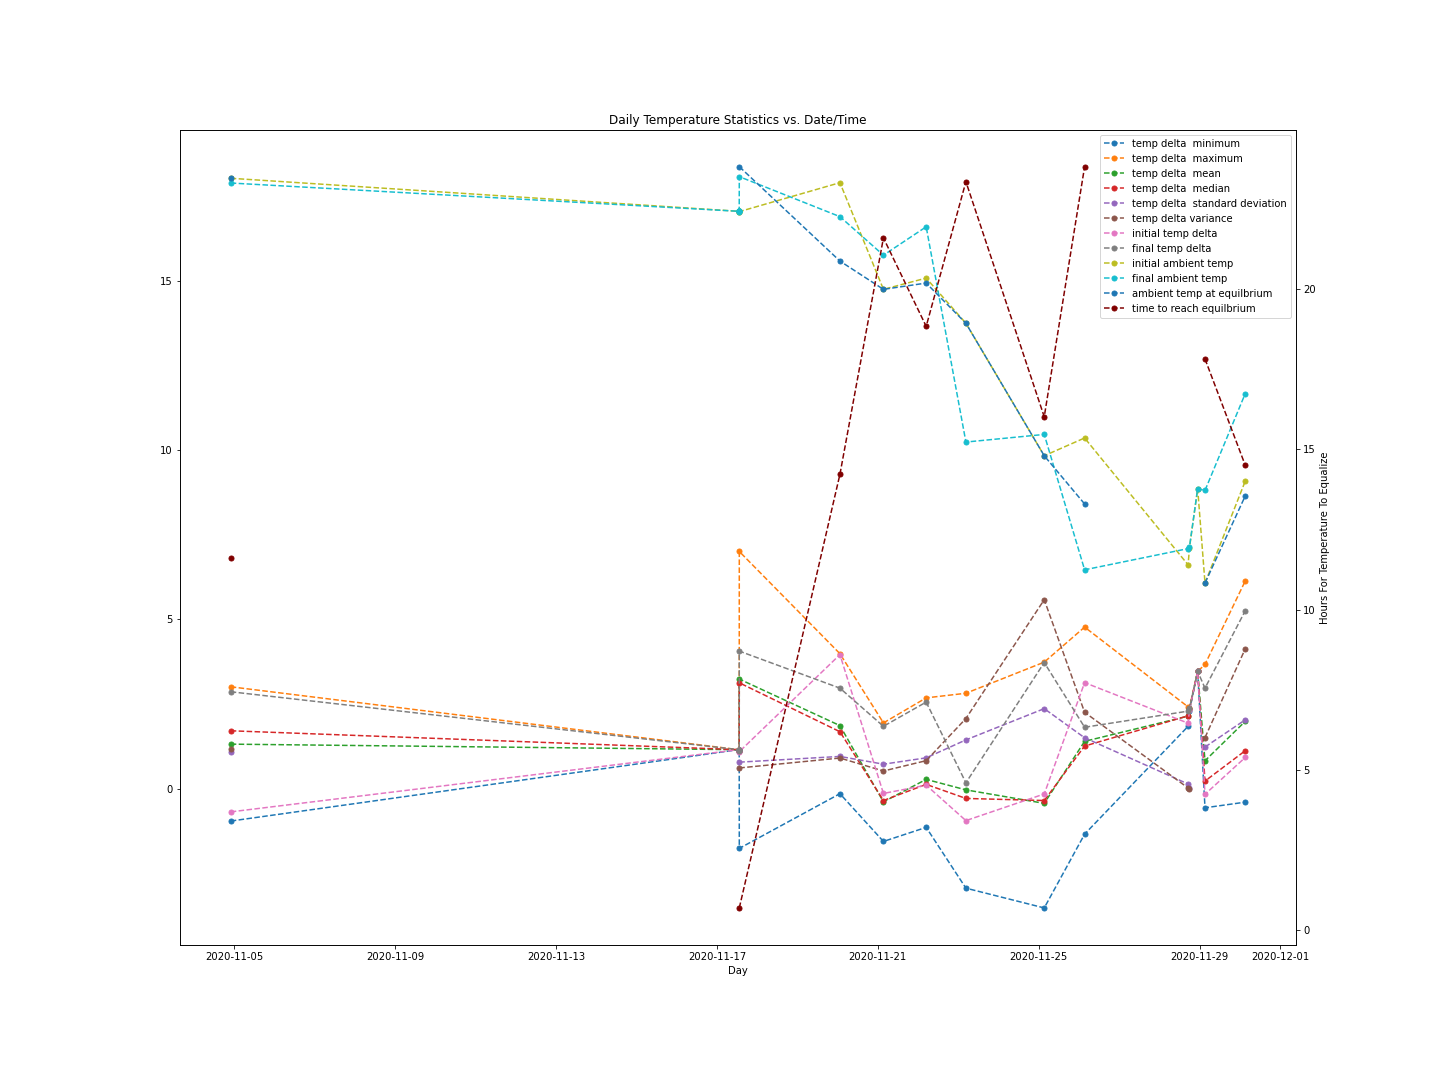 Daily Temperature Statistics vs. Date/Time
temp delta  minimum
temp delta  maximum
temp delta  mean
temp delta  median
temp delta  standard deviation
temp delta variance
initial temp delta
final temp delta
initial ambient temp
final ambient temp
ambient temp at equilbrium
time to reach equilbrium
15
10
5
0
20
15
10
5
0
Hours For Temperature To Equalize
2020-11-05 2020-11-09 2020-11-13 2020-11-17 2020-11-21 2020-11-25 2020-11-29 2020-12-01
Day